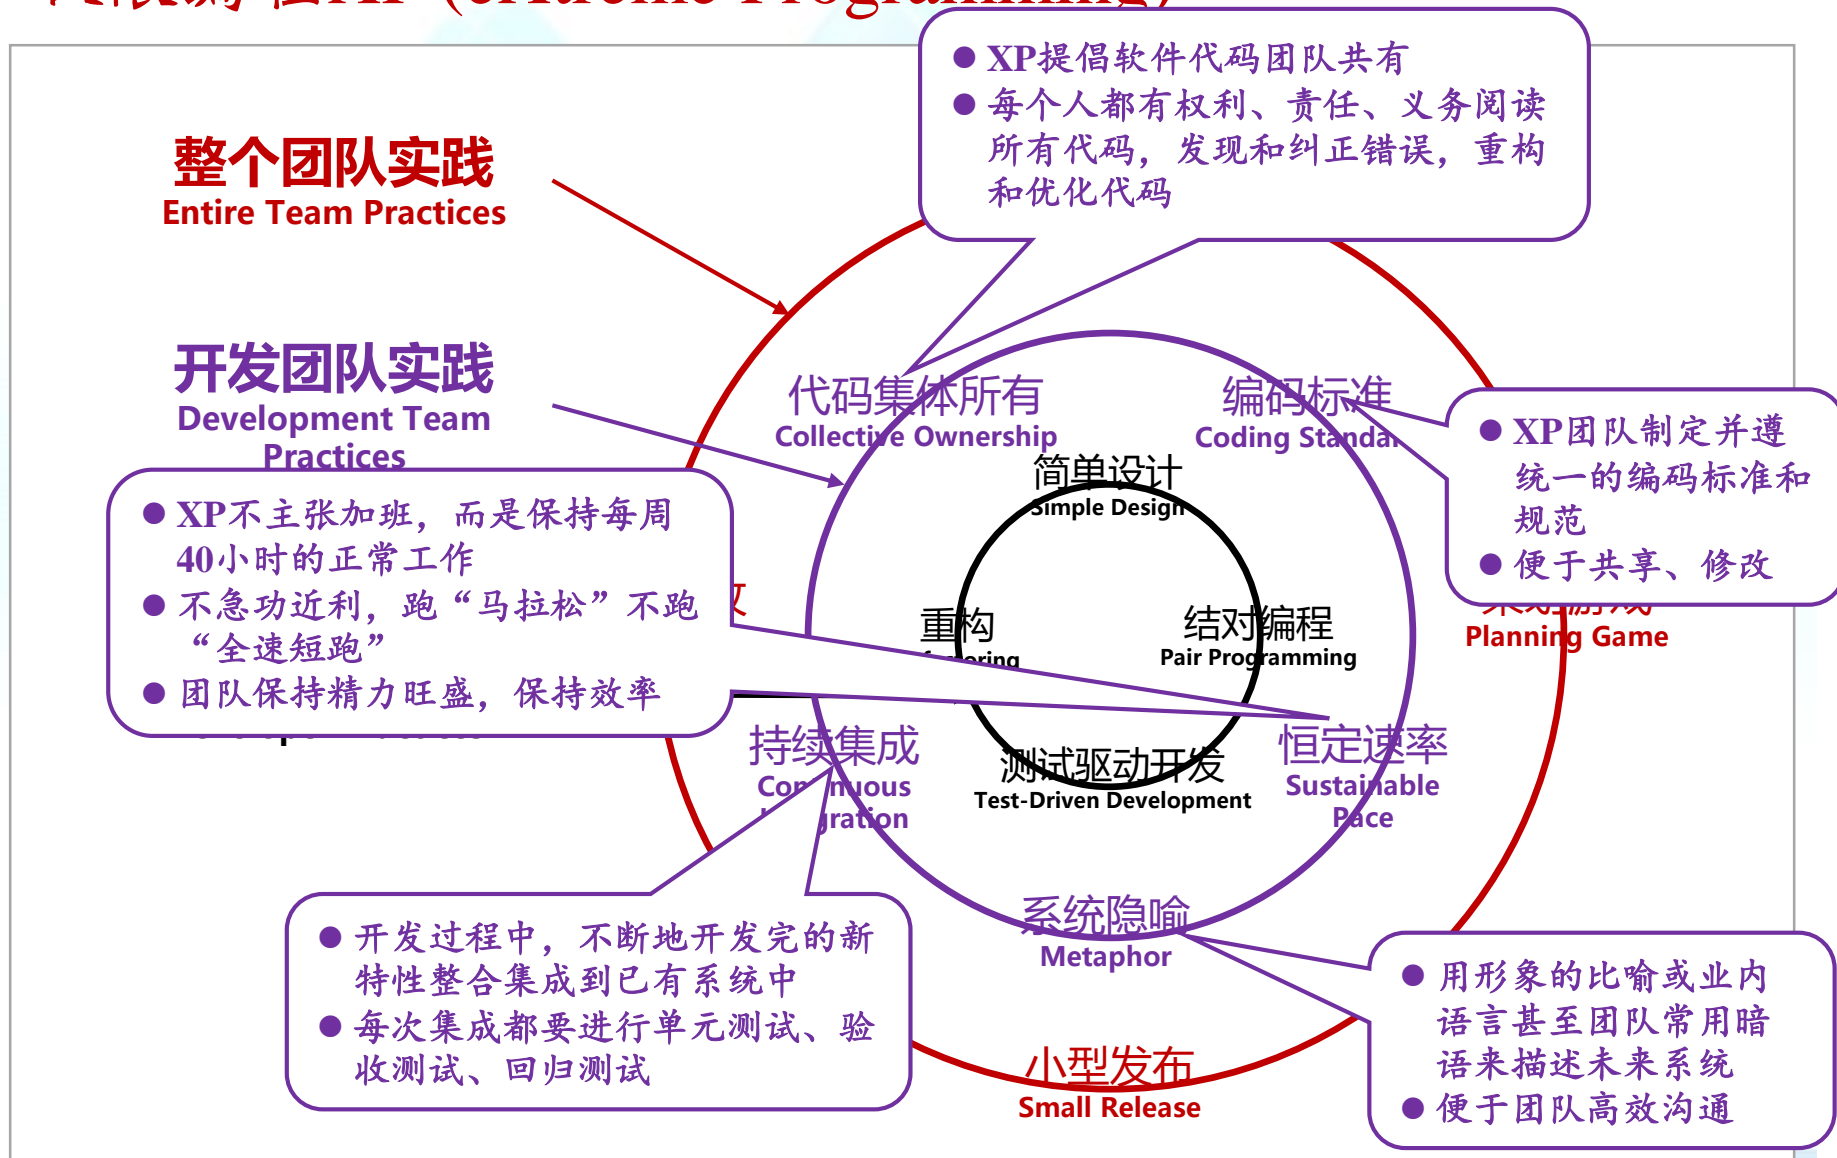 XP (eXtreme Programming)
● XP提倡软件代码团队共有
● 每个人都有权利、责任、义务阅读
所有代码，发现和纠正错误，重构
和优化代码
整个团队实践
Entire Team Practices
开发团队实践
Development Team
Practices
代码集体所有
Collective Ownership
编码标准
Coding Standar
● XP团队制定并遵
统一的编码标准和
规范
● 便于共享、修改
简单设计
Simple Design
● XP不主张加班，而是保持每周
40小时的正常工作
● 不急功近利，跑“马拉松”不跑
“全速短跑”
● 团队保持精力旺盛，保持效率
重构
结对编程
Pair Programming
Planning Game
持续集成
Continuous
恒定速率
Sustainable
Pace
测试驱动开发
Test-Driven Development
系统隐喻
Metaphor
● 开发过程中，不断地开发完的新
特性整合集成到已有系统中
● 每次集成都要进行单元测试、验
收测试、回归测试
● 用形象的比喻或业内
语言甚至团队常用暗
语来描述未来系统
● 便于团队高效沟通
小型发布
Small Release